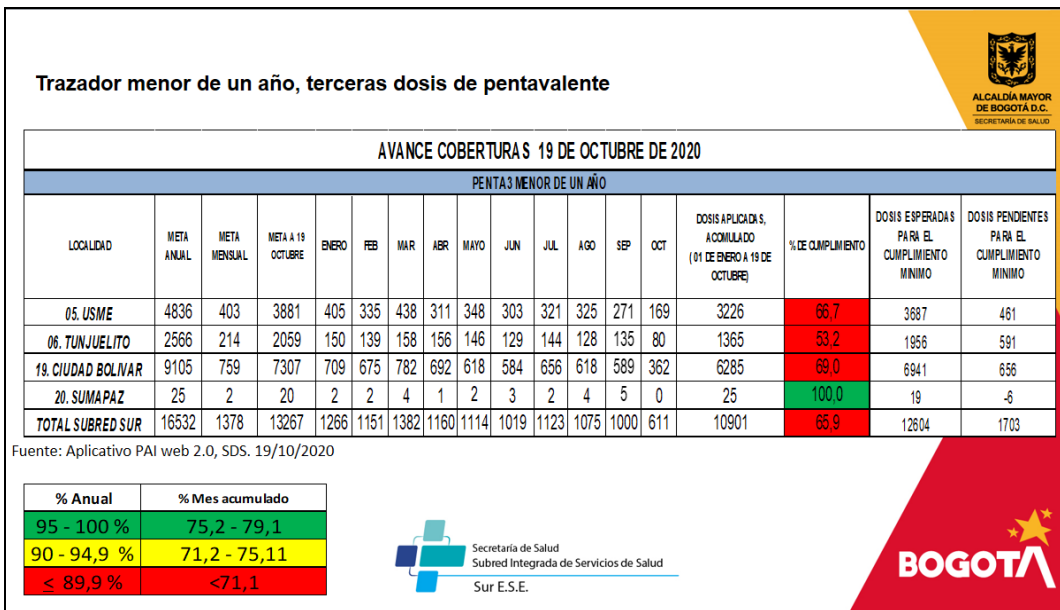 Trazador menor de un año, terceras dosis de pentavalente
ALCALDÍA MAYOR
DE BOGOTÁ D.C.
SECRETARÍA DE SALUD
AVANCE COBERTURAS 19 DE OCTUBRE DE 2020
PENTA3 MENOR DE UN AÑO
LOCALIDAD META ANUAL META MENSUAL META A 19 OCTUBRE ENERO FEB MAR ABR MAYO JUN JUL AGO SEP OCT DOSIS APLICADAS, ACOMULADO ( 01 DE ENERO A 19 DE OCTUBRE) % DE CUMPLIMIENTO DOSIS ESPERADAS PARA EL CUMPLIMIENTO MINIMO DOSIS PENDIENTES PARA EL CUMPLIMIENTO MINIMO
05. USME 4836 403 3881 405 335 438 311 348 303 321 325 271 169 3226 66,7 3687 461
06. TUNJUELITO 2566 214 2059 150 139 158 156 146 129 144 128 135 80 1365 53,2 1956 591
19. CIUDAD BOLIVAR 9105 759 7307 709 675 782 692 618 584 656 618 589 362 6285 69,0 6941 656
20. SUMAPAZ 25 2 20 2 2 4 1 2 3 2 4 5 0 25 100,0 19 -6
TOTAL SUBRED SUR 16532 1378 13267 1266 1151 1382 1160 1114 1019 1123 1075 1000 611 10901 65,9 12604 1703
Fuente: Aplicativo PAI web 2.0, SDS. 19/10/2020
% Anual % Mes acumulado
95 - 100 % 75,2 - 79,1
90 - 94,9 % 71,2 - 75,11
≤ 89,9 % <71,1
Secretaría de Salud
Subred Integrada de Servicios de Salud
Sur E.S.E.
BOGOTÁ